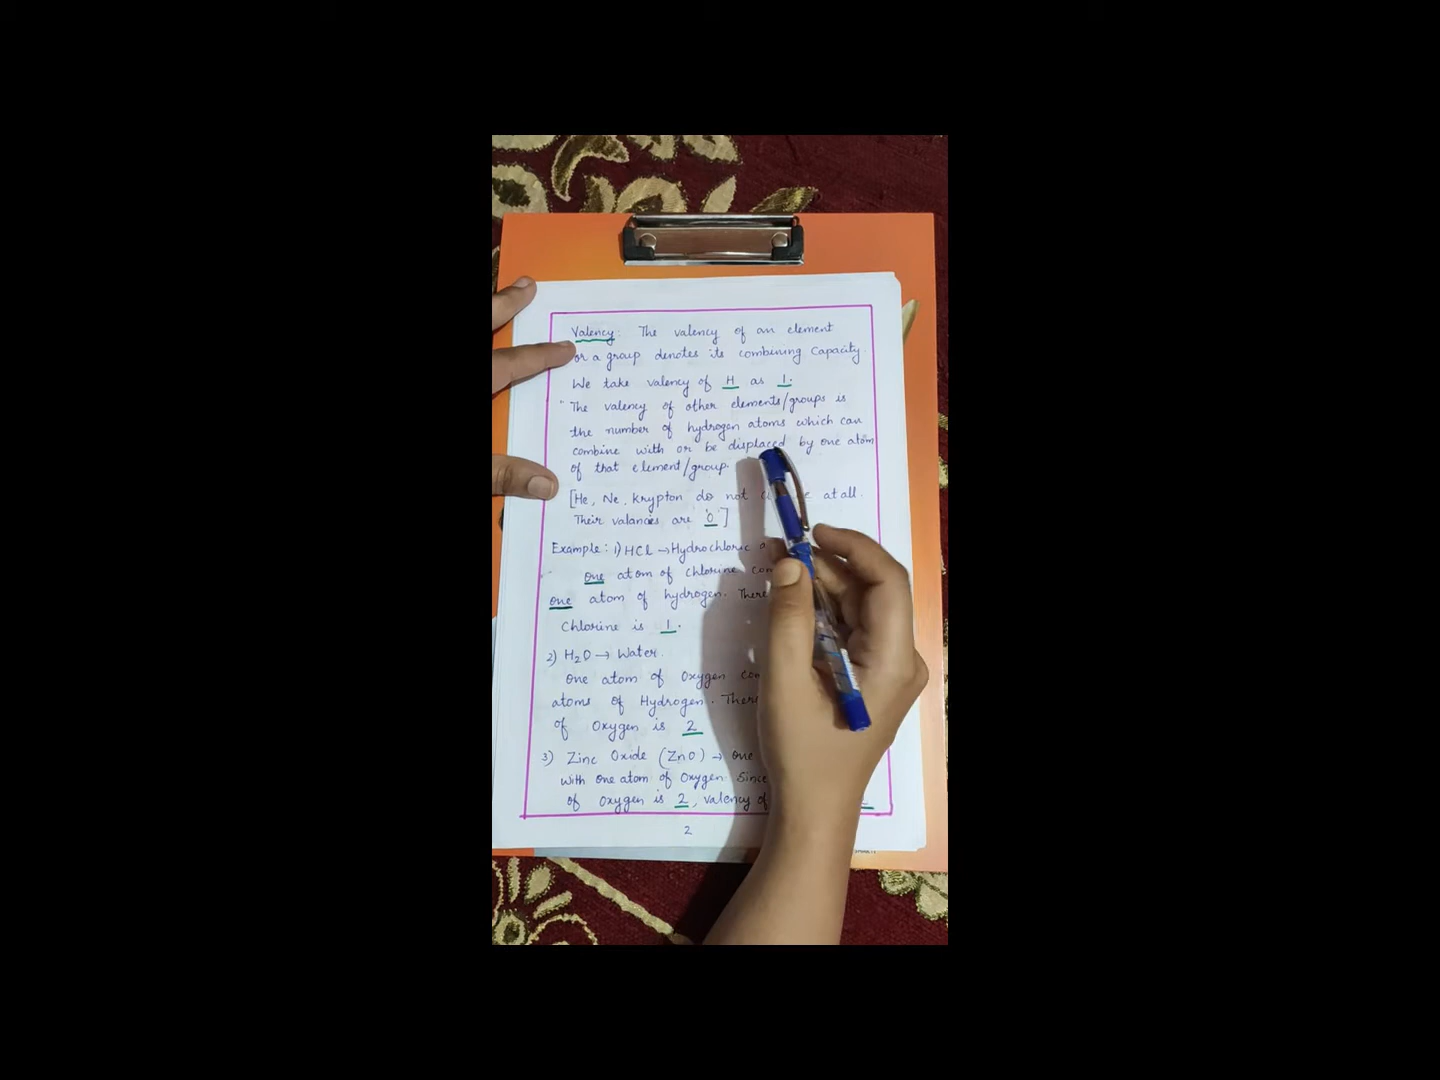 Valency: The valency of an element
or a group denotes its combining Capacity.
We take valency of H as 1.
"The valency of other elements/groups is
the number of hydrogen atoms which can
combine with or be displaced by one atom
of that element/group.
[He, Ne, krypton do not at all.
Their valancies are '0']
Example: 1) HCl → Hydrochloric
one atom of chlorine
one atom of hydrogen.
Chlorine is 1.
2) H₂O → Water.
One atom of Oxygen
atoms of Hydrogen.
of Oxygen is 2
3) Zinc Oxide (ZnO) → one
with one atom of Oxygen. Since
of oxygen is 2, valency of
2